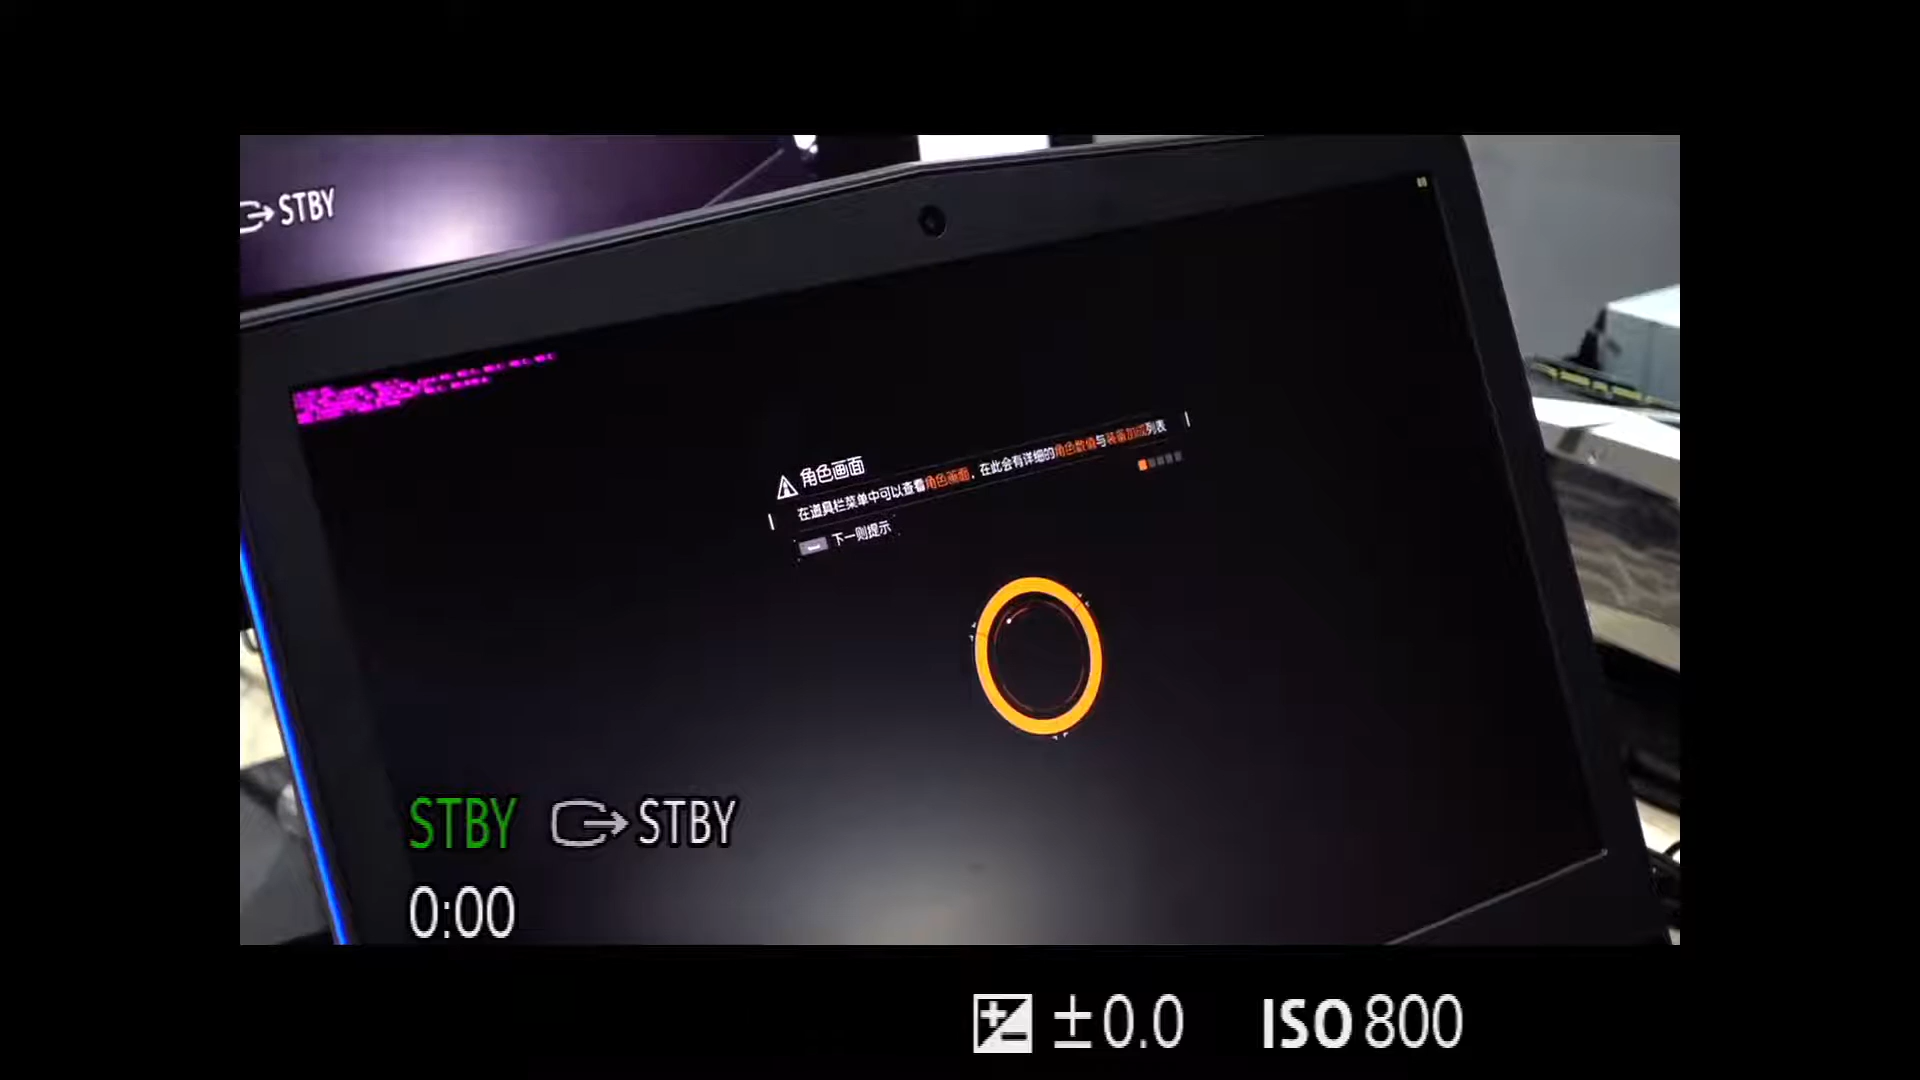 STBY
角色画面
在道具栏菜单中可以查看角色画面，在此会有详细的角色数值与装备加成列表
下一则提示
STBY STBY
0:00
±0.0 ISO 800